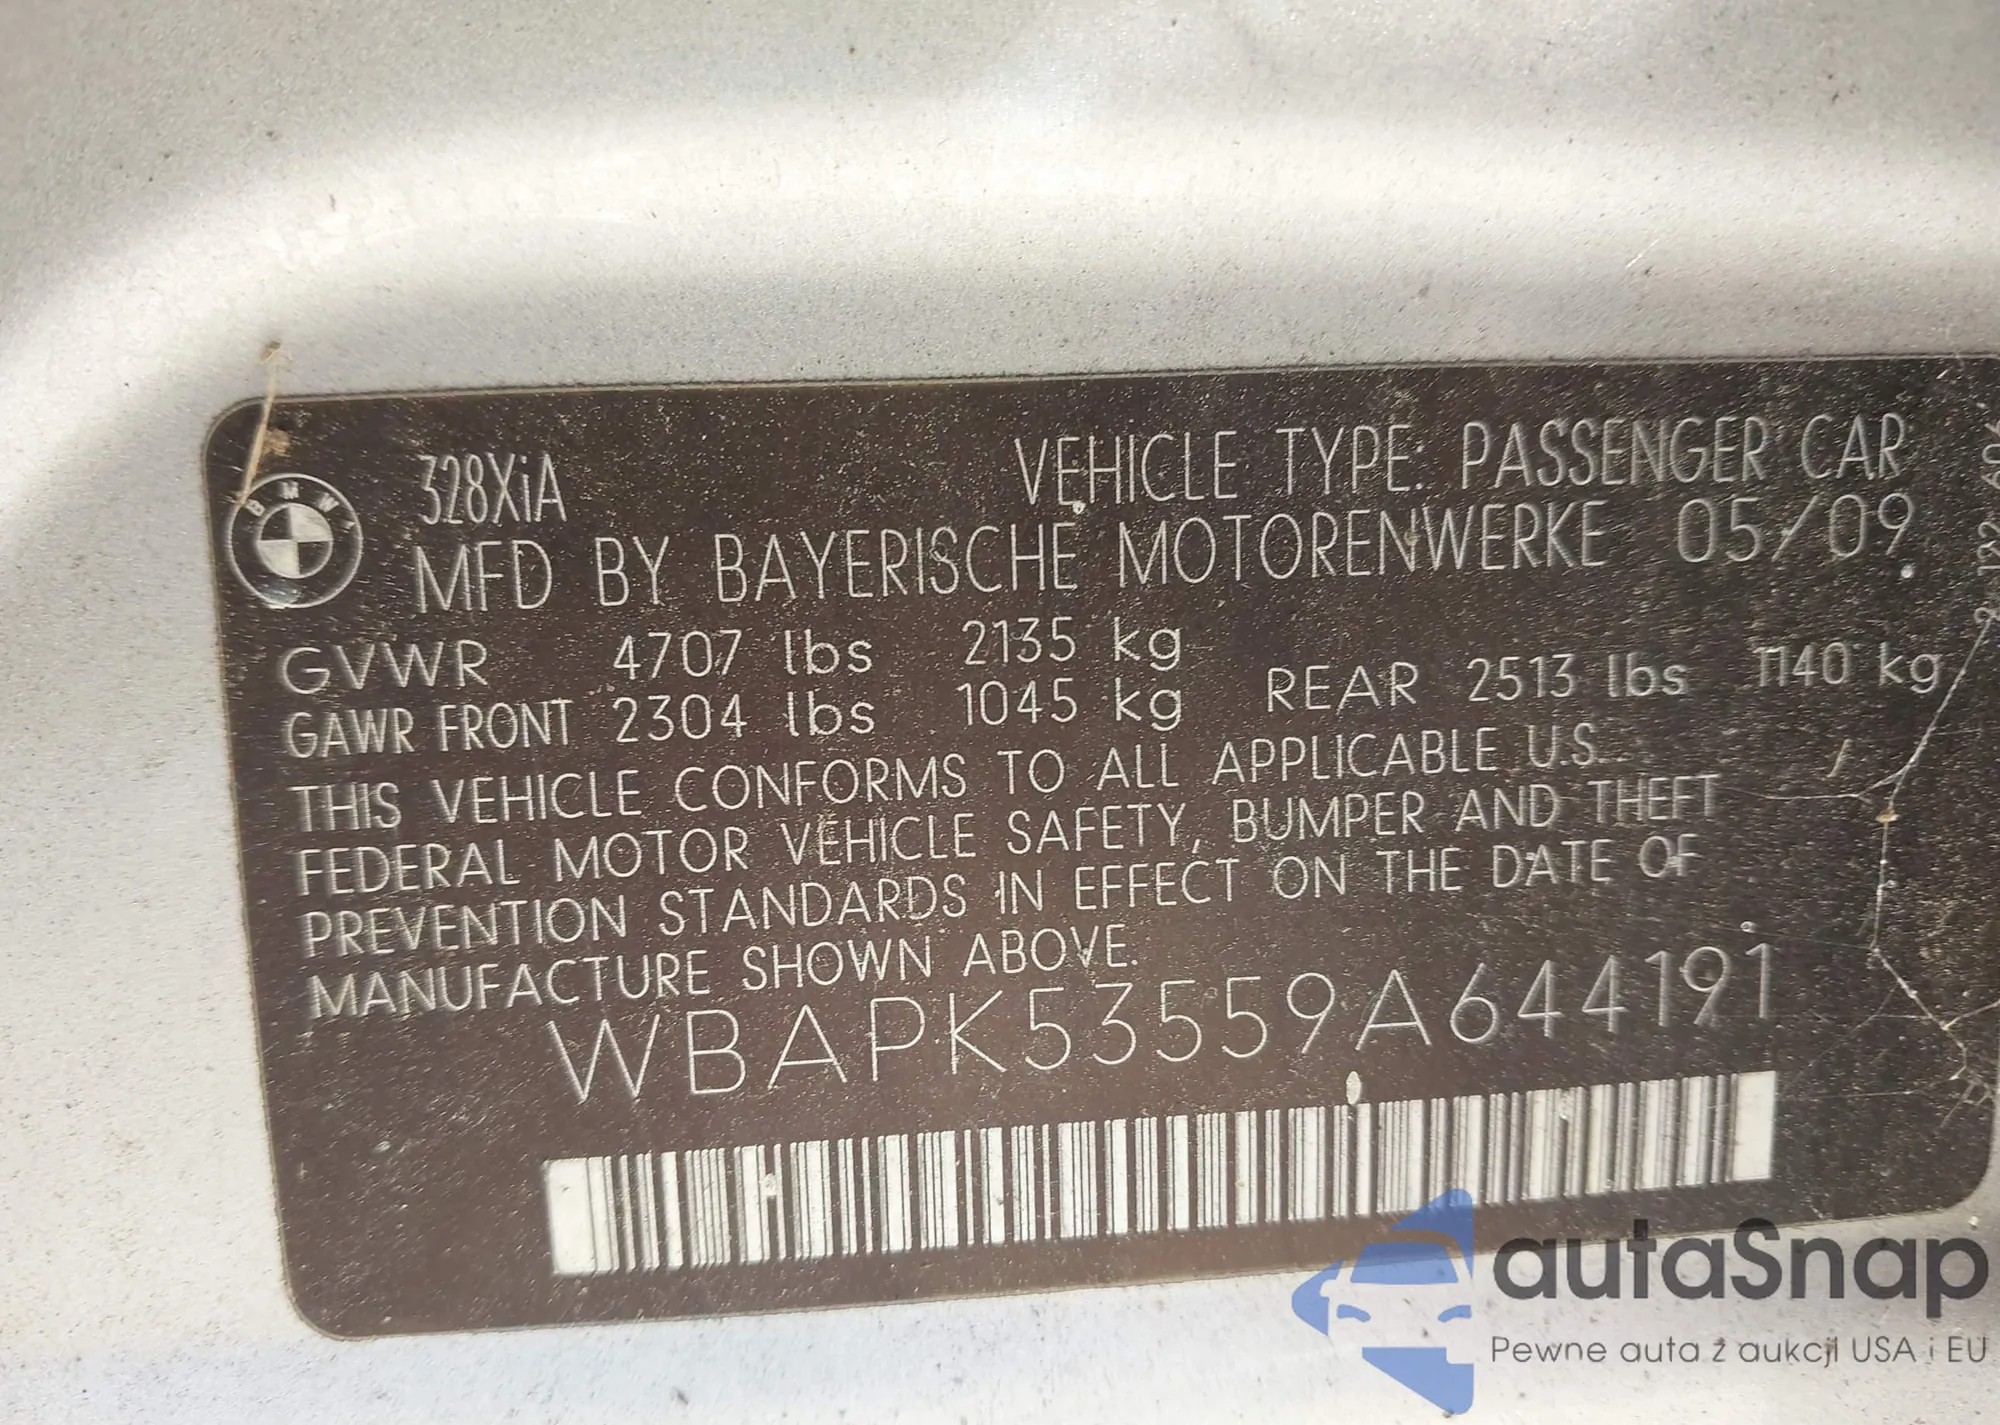 BMW
328XiA VEHICLE TYPE: PASSENGER CAR
MFD BY BAYERISCHE MOTORENWERKE 05/09
GVWR 4707 lbs 2135 kg
GAWR FRONT 2304 lbs 1045 kg REAR 2513 lbs 1140 kg
THIS VEHICLE CONFORMS TO ALL APPLICABLE U.S.
FEDERAL MOTOR VEHICLE SAFETY, BUMPER AND THEFT
PREVENTION STANDARDS IN EFFECT ON THE DATE OF
MANUFACTURE SHOWN ABOVE.
WBAPK53559A644191
autaSnap
Pewne auta z aukcji USA i EU